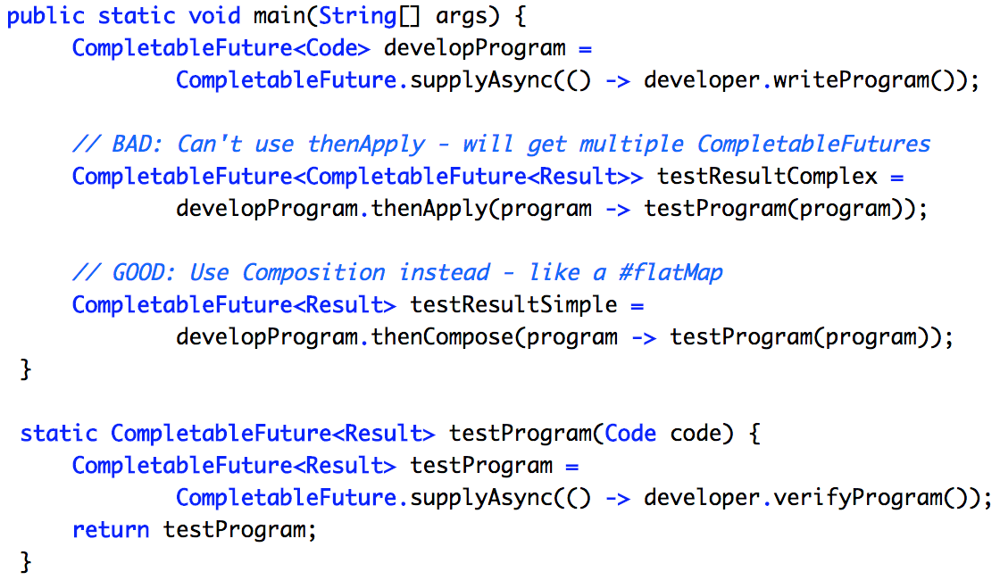 public static void main(String[] args) {
CompletableFuture<Code> developProgram =
CompletableFuture.supplyAsync(() -> developer.writeProgram());
// BAD: Can't use thenApply - will get multiple CompletableFutures
CompletableFuture<CompletableFuture<Result>> testResultComplex =
developProgram.thenApply(program -> testProgram(program));
// GOOD: Use Composition instead - like a #flatMap
CompletableFuture<Result> testResultSimple =
developProgram.thenCompose(program -> testProgram(program));
}
static CompletableFuture<Result> testProgram(Code code) {
CompletableFuture<Result> testProgram =
CompletableFuture.supplyAsync(() -> developer.verifyProgram());
return testProgram;
}